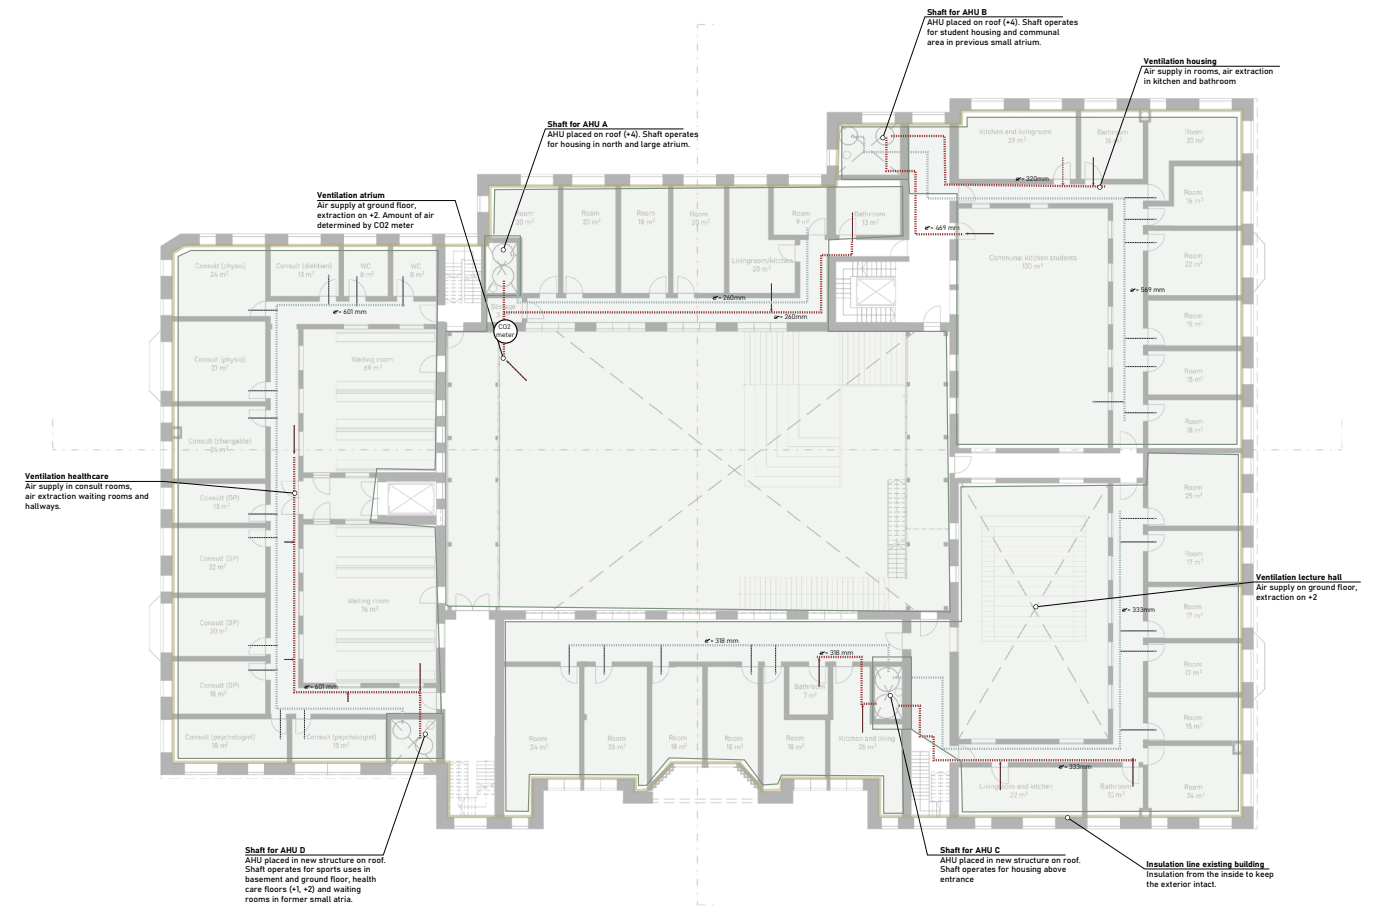 Shaft for AHU B
AHU placed on roof (+4). Shaft operates
for student housing and communal
area in previous small atrium.
Ventilation housing
Air supply in rooms, air extraction
in kitchen and bathroom
Shaft for AHU A
AHU placed on roof (+4). Shaft operates
for housing in north and large atrium.
Ventilation atrium
Air supply at ground floor,
extraction on +2. Amount of air
determined by CO2 meter
Kitchen and livingroom
29 m²
Bathroom
Room
20 m²
Room
16 m²
Room
22 m²
Room
15 m²
Room
15 m²
Room
18 m²
⌀= 320mm
⌀= 469 mm
⌀= 569 mm
Communal kitchen students
130 m²
Room
20 m²
Room
20 m²
Room
18 m²
Room
20 m²
Room
9 m²
Bathroom
13 m²
Livingroom/kitchen
20 m²
Storage
⌀= 260mm
⌀= 260mm
CO2
meter
Consult (physio)
24 m²
Consult (dietitien)
13 m²
WC
8 m²
WC
8 m²
⌀= 601 mm
Consult (physio)
27 m²
Waiting room
69 m²
Consult (changable)
24 m²
Ventilation healthcare
Air supply in consult rooms,
air extraction waiting rooms and
hallways.
Consult (GP)
13 m²
Consult (GP)
22 m²
Consult (GP)
20 m²
Consult (GP)
18 m²
Waiting room
76 m²
⌀= 601 mm
Consult (psychologist)
18 m²
Consult (psychologist)
15 m²
Room
25 m²
Room
17 m²
Room
17 m²
Room
17 m²
Room
15 m²
Room
24 m²
Ventilation lecture hall
Air supply on ground floor,
extraction on +2
⌀= 333mm
⌀= 318 mm
⌀= 318 mm
Bathroom
7 m²
Room
34 m²
Room
26 m²
Room
18 m²
Room
18 m²
Room
18 m²
Kitchen and living
26 m²
⌀= 333mm
Livingroom and kitchen
22 m²
Bathroom
10 m²
Shaft for AHU D
AHU placed in new structure on roof.
Shaft operates for sports uses in
basement and ground floor, health
care floors (+1, +2) and waiting
rooms in former small atria.
Shaft for AHU C
AHU placed in new structure on roof.
Shaft operates for housing above
entrance
Insulation line existing building
Insulation from the inside to keep
the exterior intact.